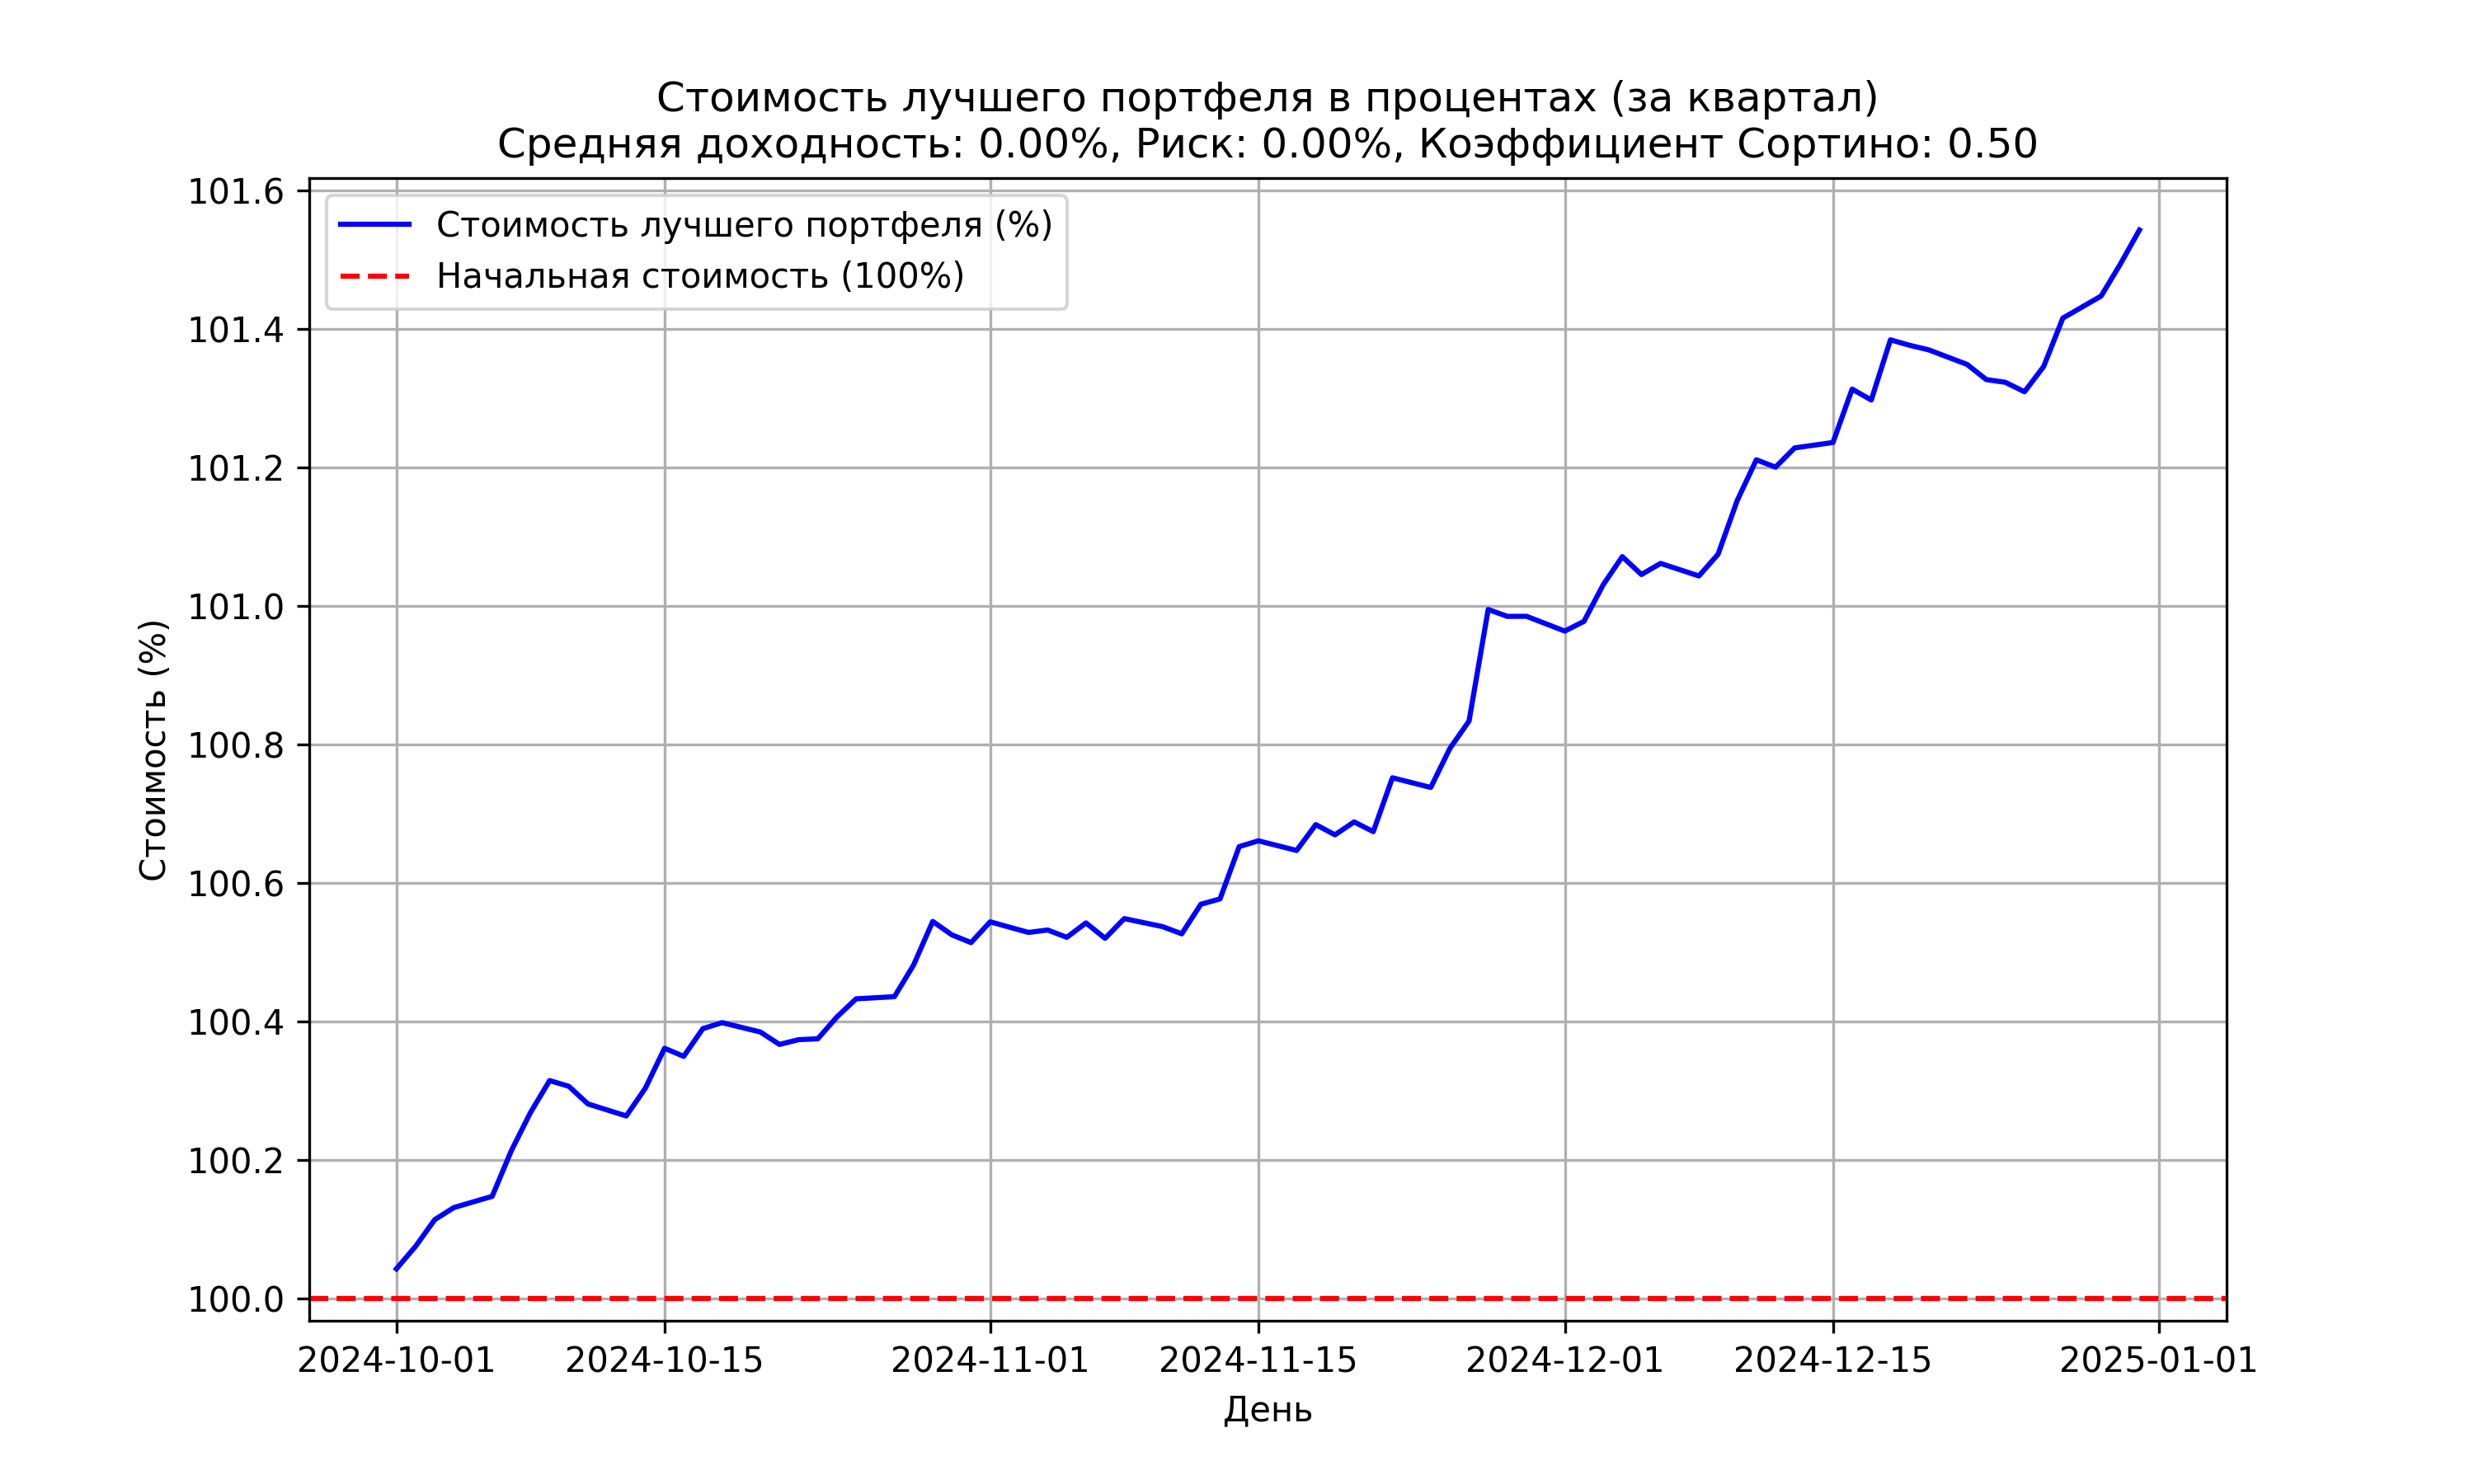 Стоимость лучшего портфеля в процентах (за квартал)
Средняя доходность: 0.00%, Риск: 0.00%, Коэффициент Сортино: 0.50
Стоимость лучшего портфеля (%)
Начальная стоимость (100%)
Стоимость (%)
101.6
101.4
101.2
101.0
100.8
100.6
100.4
100.2
100.0
2024-10-01
2024-10-15
2024-11-01
2024-11-15
2024-12-01
2024-12-15
2025-01-01
День